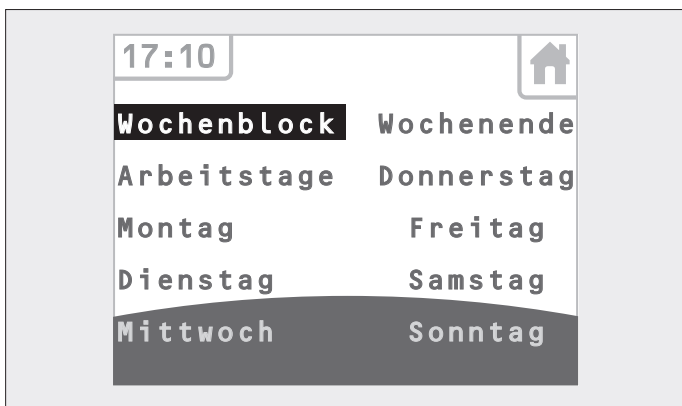 17:10
Wochenblock Wochenende
Arbeitstage Donnerstag
Montag Freitag
Dienstag Samstag
Mittwoch Sonntag